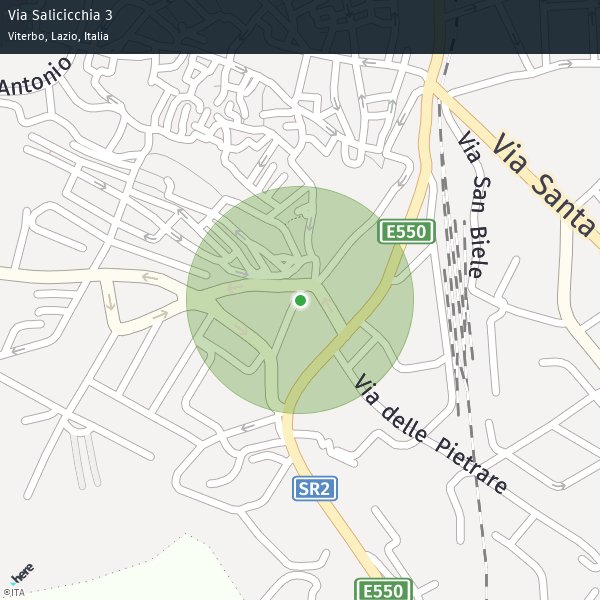 Via Salicicchia 3
Viterbo, Lazio, Italia
Antonio
Via Santa
Via San Biele
E550
Via delle Pietrare
SR2
E550
here
©ITA